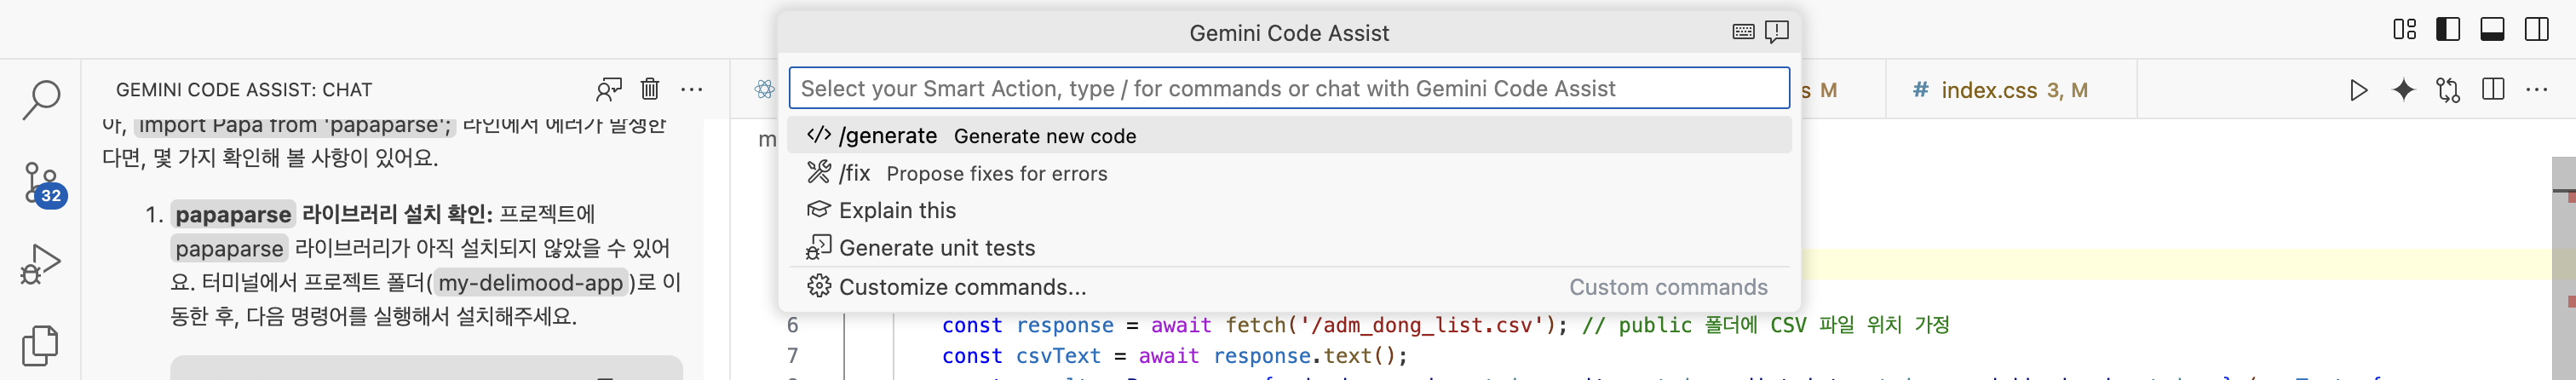 Gemini Code Assist
Select your Smart Action, type / for commands or chat with Gemini Code Assist
</> /generate Generate new code
/fix Propose fixes for errors
Explain this
Generate unit tests
Customize commands... Custom commands
GEMINI CODE ASSIST: CHAT
아, import Papa from 'papaparse'; 라인에서 에러가 발생한
다면, 몇 가지 확인해 볼 사항이 있어요.
1. papaparse 라이브러리 설치 확인: 프로젝트에
papaparse 라이브러리가 아직 설치되지 않았을 수 있어
요. 터미널에서 프로젝트 폴더(my-delimood-app)로 이
동한 후, 다음 명령어를 실행해서 설치해주세요.
32
s M
# index.css 3, M
m
6 const response = await fetch('/adm_dong_list.csv'); // public 폴더에 CSV 파일 위치 가정
7 const csvText = await response.text();